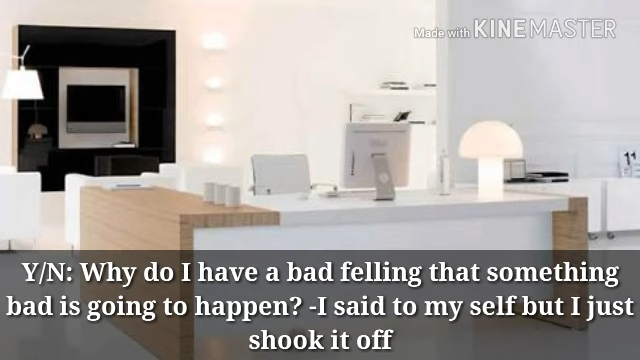 Made with KINEMASTER
Y/N: Why do I have a bad felling that something
bad is going to happen? -I said to my self but I just
shook it off